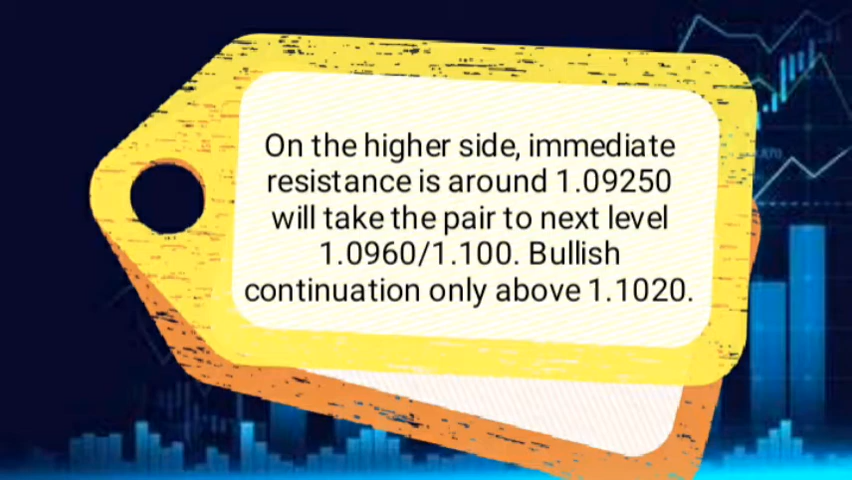 On the higher side, immediate
resistance is around 1.09250
will take the pair to next level
1.0960/1.100. Bullish
continuation only above 1.1020.